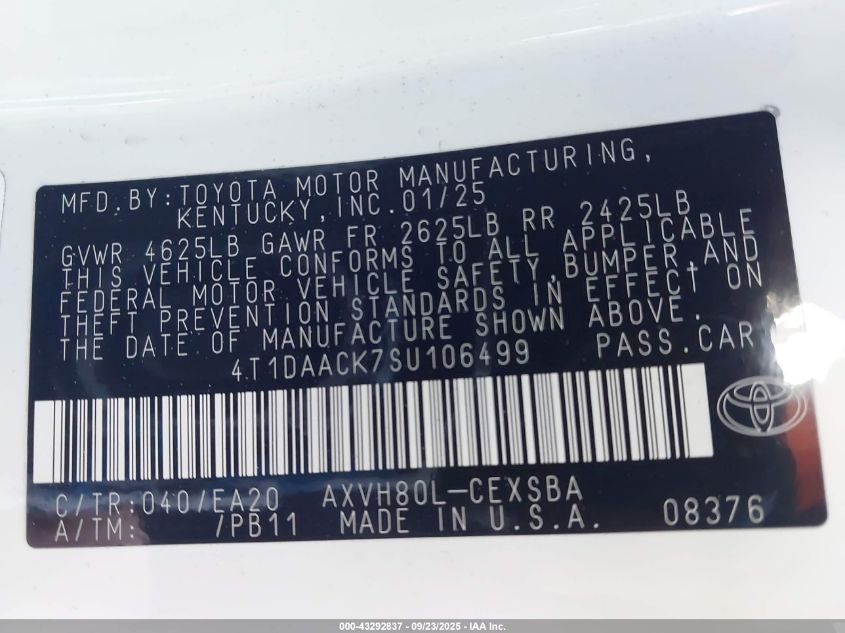 MFD.BY:TOYOTA MOTOR MANUFACTURING,
KENTUCKY,INC.01/25
GVWR 4625LB GAWR FR 2625LB RR 2425LB
THIS VEHICLE CONFORMS TO ALL APPLICABLE
FEDERAL MOTOR VEHICLE SAFETY,BUMPER,AND
THEFT PREVENTION STANDARDS IN EFFECT ON
THE DATE OF MANUFACTURE SHOWN ABOVE.
4T1DAACK7SU106499 PASS.CAR
C/TR:040/EA20 AXVH80L-CEXSBA
A/TM: /PB11 MADE IN U.S.A. 08376
000-43292837 - 09/23/2025 - IAA Inc.